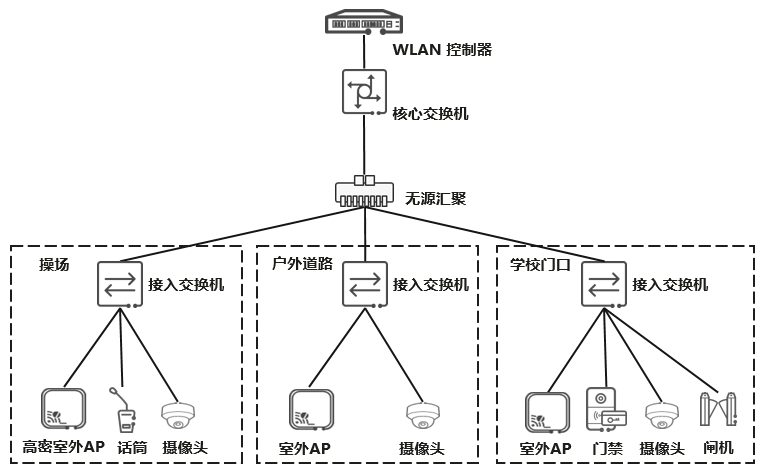 WLAN 控制器
核心交换机
无源汇聚
操场
接入交换机
高密室外AP
话筒
摄像头
户外道路
接入交换机
室外AP
摄像头
学校门口
接入交换机
室外AP
门禁
摄像头
闸机